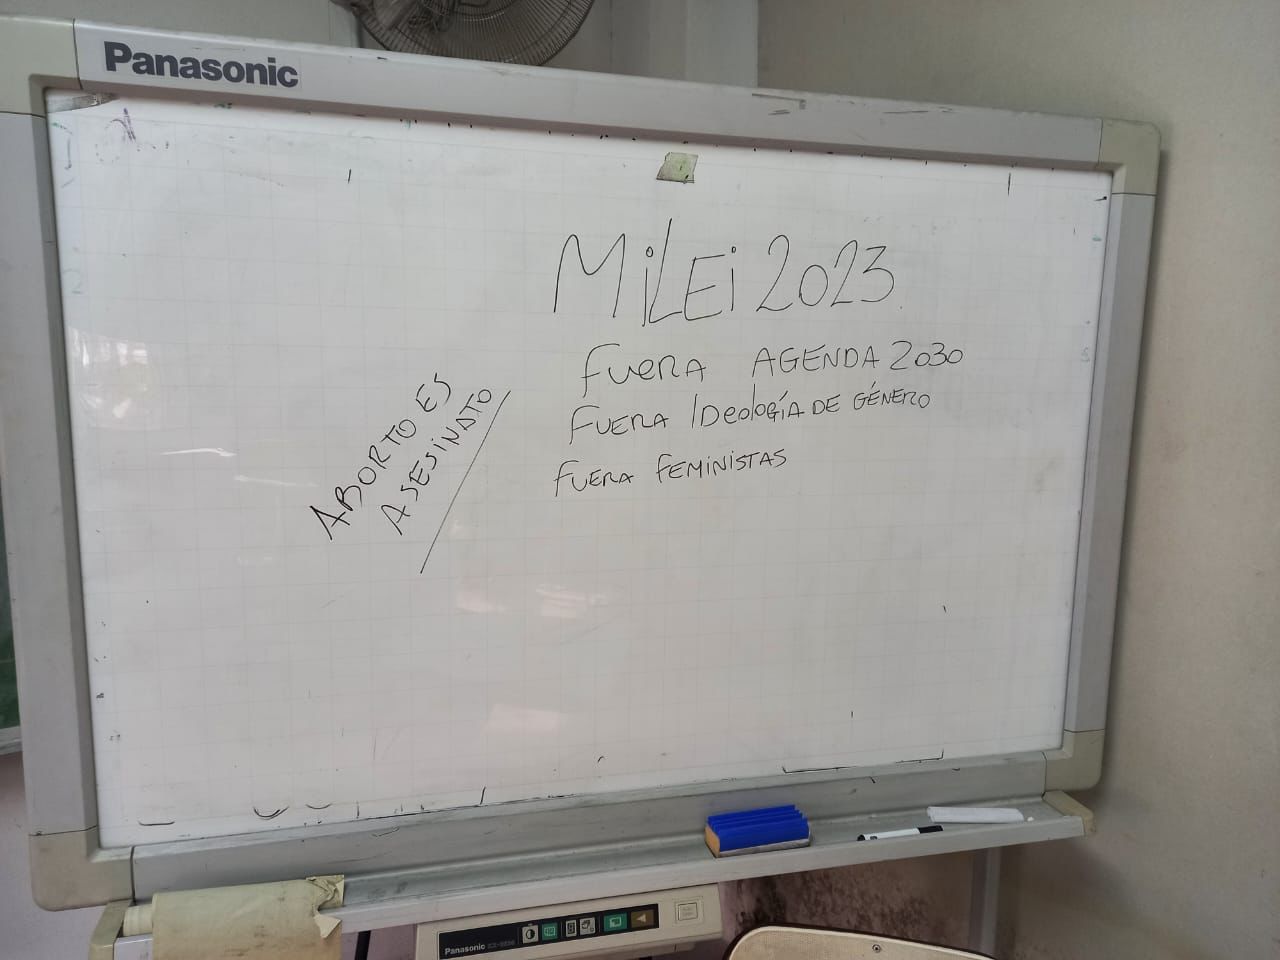 Panasonic
MiLEi 2023
FUERA AGENDA 2030
FUERA IDeologíA DE GÉNERO
FUERA FEMINISTAS
ABORTO ES
ASESINATO
Panasonic